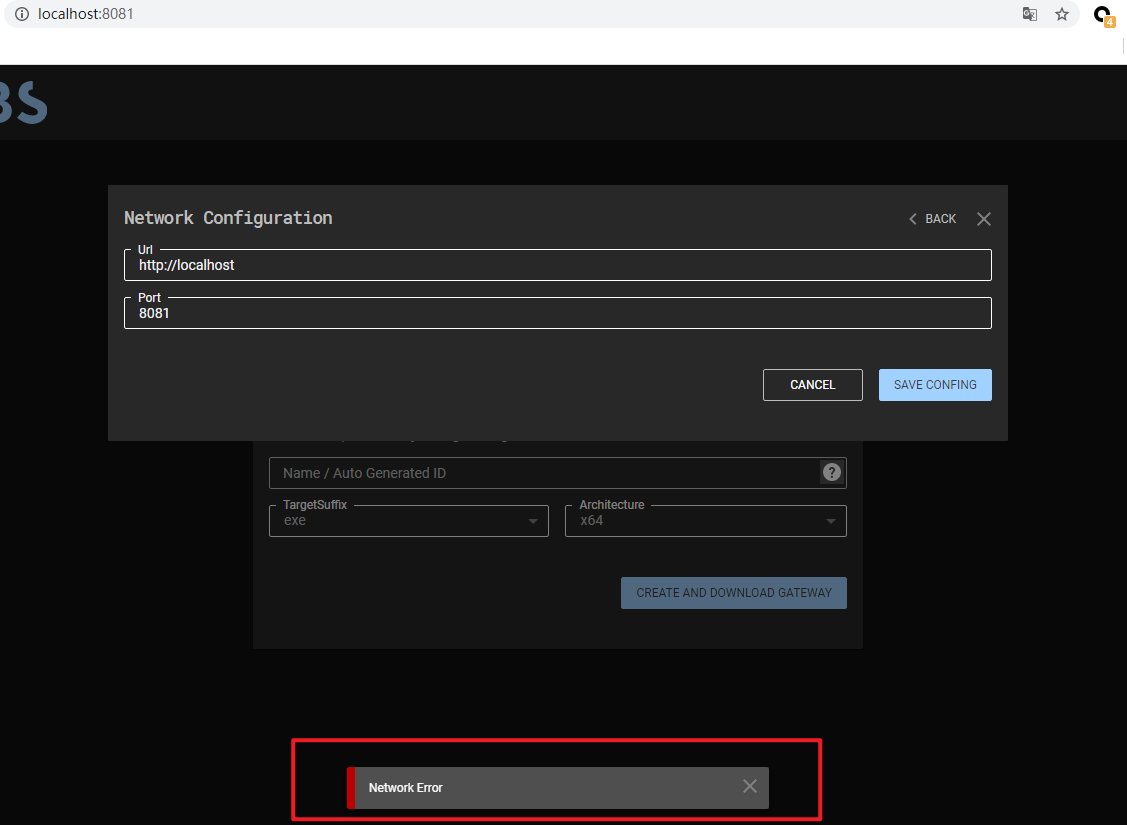 localhost:8081
4
BS
Network Configuration
BACK
Url
http://localhost
Port
8081
CANCEL
SAVE CONFING
Name / Auto Generated ID
?
TargetSuffix
exe
Architecture
x64
CREATE AND DOWNLOAD GATEWAY
Network Error